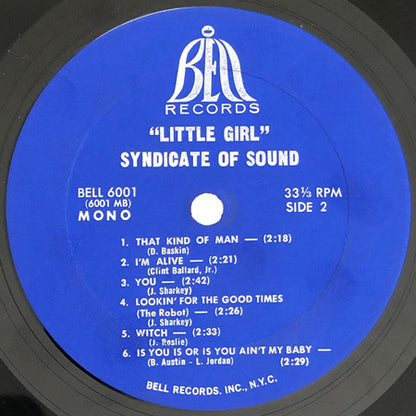 BELL
RECORDS
"LITTLE GIRL"
SYNDICATE OF SOUND
BELL 6001
(6001 MB)
MONO
33⅓ RPM
SIDE 2
1. THAT KIND OF MAN — (2:18)
(D. Baskin)
2. I'M ALIVE — (2:21)
(Clint Ballard, Jr.)
3. YOU — (2:42)
(J. Sharkey)
4. LOOKIN' FOR THE GOOD TIMES
(The Robot) — (2:26)
(J. Sharkey)
5. WITCH — (2:33)
(J. Roslie)
6. IS YOU IS OR IS YOU AIN'T MY BABY —
(B. Austin - L. Jordan) (2:29)
BELL RECORDS. INC., N.Y.C.